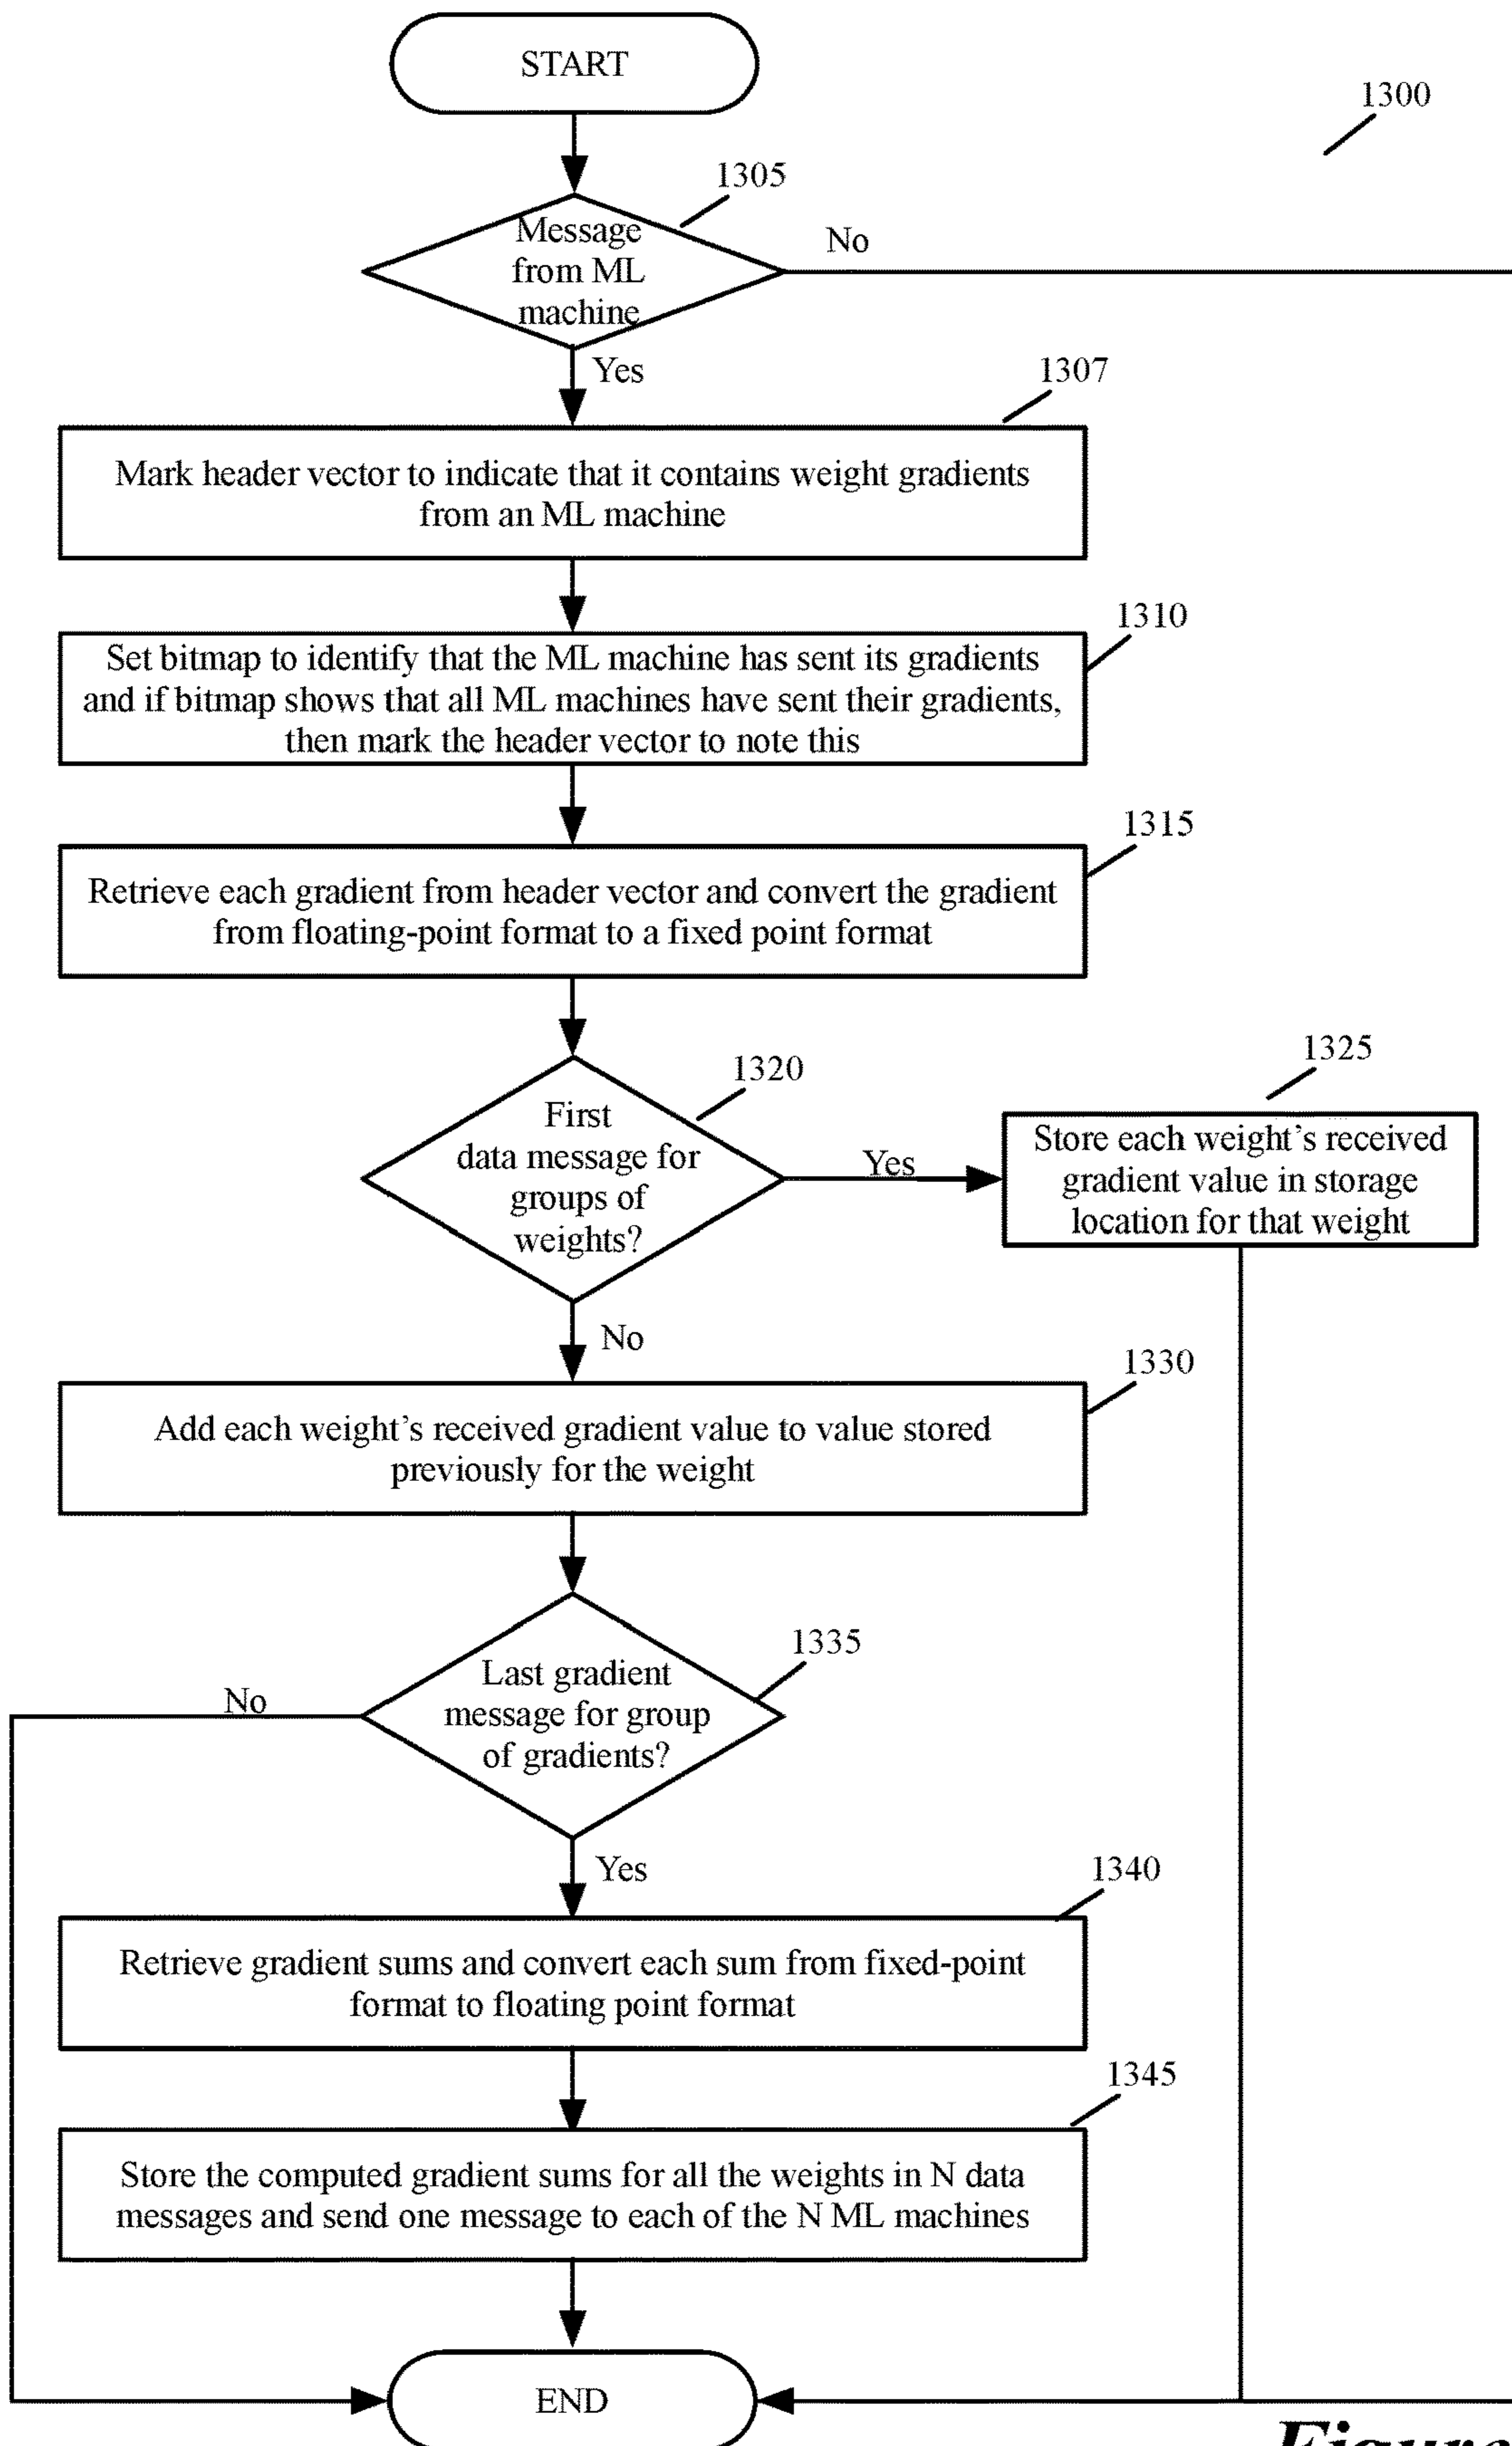 START
1300
1305
Message
from ML
machine
No
Yes
1307
Mark header vector to indicate that it contains weight gradients
from an ML machine
1310
Set bitmap to identify that the ML machine has sent its gradients
and if bitmap shows that all ML machines have sent their gradients,
then mark the header vector to note this
1315
Retrieve each gradient from header vector and convert the gradient
from floating-point format to a fixed point format
1320
First
data message for
groups of
weights?
Yes
1325
Store each weight’s received
gradient value in storage
location for that weight
No
1330
Add each weight’s received gradient value to value stored
previously for the weight
1335
Last gradient
message for group
of gradients?
No
Yes
1340
Retrieve gradient sums and convert each sum from fixed-point
format to floating point format
1345
Store the computed gradient sums for all the weights in N data
messages and send one message to each of the N ML machines
END